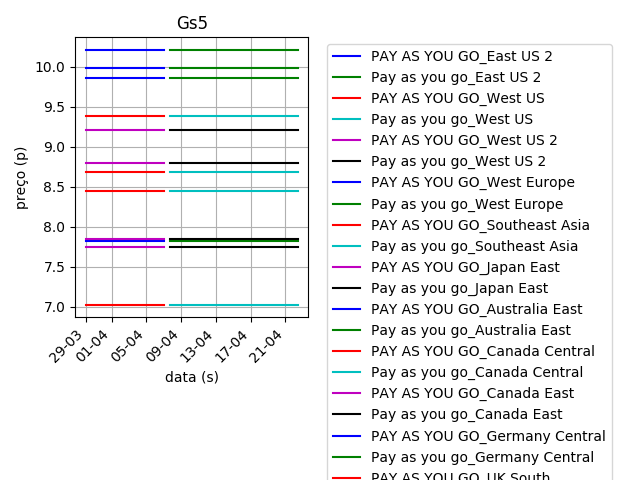 Gs5
preço (p)
10.0
9.5
9.0
8.5
8.0
7.5
7.0
29-03
01-04
05-04
09-04
13-04
17-04
21-04
data (s)
PAY AS YOU GO_East US 2
Pay as you go_East US 2
PAY AS YOU GO_West US
Pay as you go_West US
PAY AS YOU GO_West US 2
Pay as you go_West US 2
PAY AS YOU GO_West Europe
Pay as you go_West Europe
PAY AS YOU GO_Southeast Asia
Pay as you go_Southeast Asia
PAY AS YOU GO_Japan East
Pay as you go_Japan East
PAY AS YOU GO_Australia East
Pay as you go_Australia East
PAY AS YOU GO_Canada Central
Pay as you go_Canada Central
PAY AS YOU GO_Canada East
Pay as you go_Canada East
PAY AS YOU GO_Germany Central
Pay as you go_Germany Central
PAY AS YOU GO_UK South